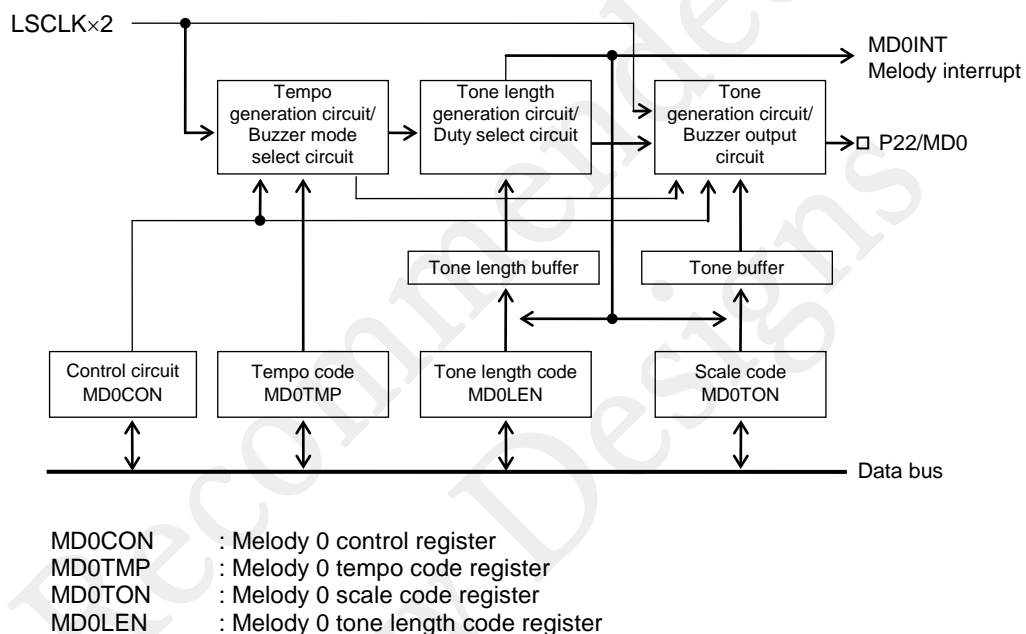 LSCLK×2
MD0INT
Melody interrupt
Tempo
generation circuit/
Buzzer mode
select circuit
Tone length
generation circuit/
Duty select circuit
Tone
generation circuit/
Buzzer output
circuit
P22/MD0
Tone length buffer
Tone buffer
Control circuit
MD0CON
Tempo code
MD0TMP
Tone length code
MD0LEN
Scale code
MD0TON
Data bus
MD0CON : Melody 0 control register
MD0TMP : Melody 0 tempo code register
MD0TON : Melody 0 scale code register
MD0LEN : Melody 0 tone length code register